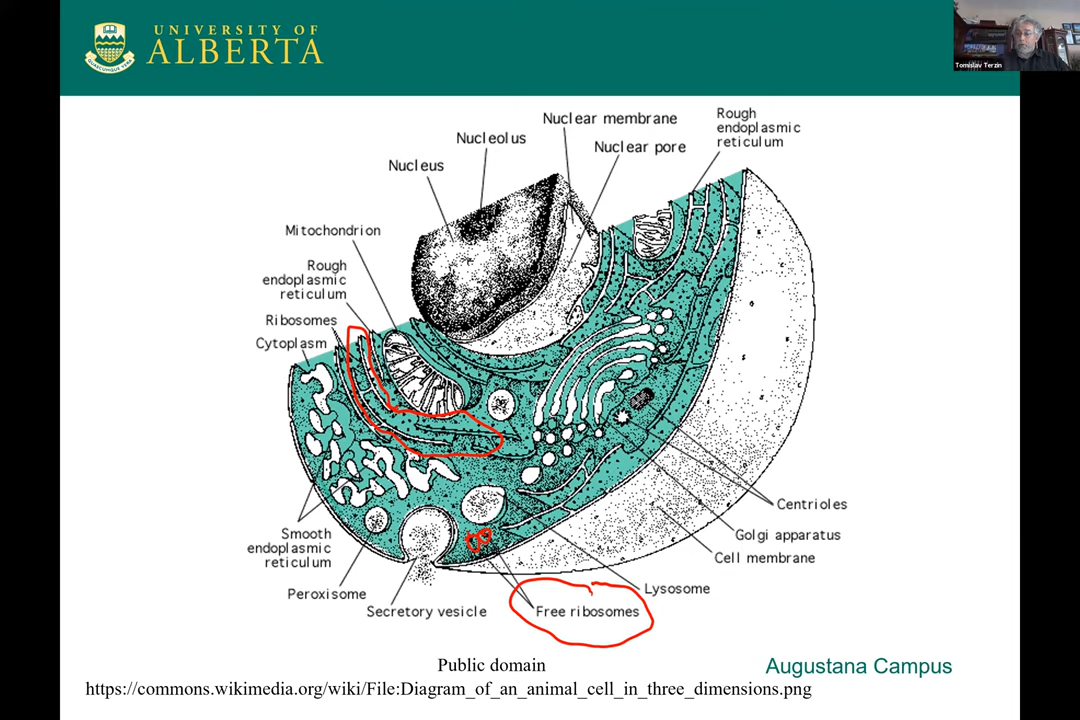 UNIVERSITY OF
ALBERTA
Tomislav Terzin
Nuclear membrane
Rough
endoplasmic
reticulum
Nucleolus
Nuclear pore
Nucleus
Mitochondrion
Rough
endoplasmic
reticulum
Ribosomes
Cytoplasm
Centrioles
Golgi apparatus
Smooth
endoplasmic
reticulum
Cell membrane
Peroxisome
Lysosome
Secretory vesicle
Free ribosomes
Public domain
Augustana Campus
https://commons.wikimedia.org/wiki/File:Diagram_of_an_animal_cell_in_three_dimensions.png